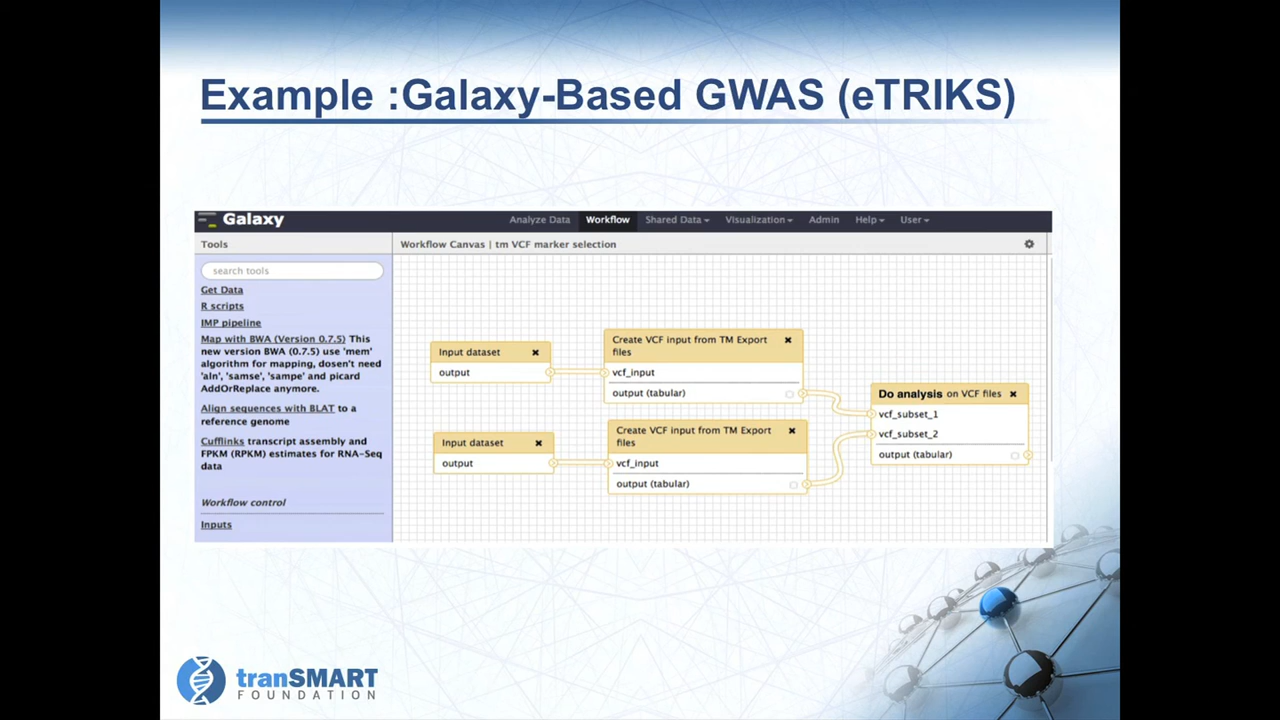 Example :Galaxy-Based GWAS (eTRIKS)
Galaxy
Analyze Data Workflow Shared Data Visualization Admin Help User
Tools
search tools
Get Data
R scripts
IMP pipeline
Map with BWA (Version 0.7.5) This
new version BWA (0.7.5) use 'mem'
algorithm for mapping, dosen't need
'aln', 'samse', 'sampe' and picard
AddOrReplace anymore.
Align sequences with BLAT to a
reference genome
Cufflinks transcript assembly and
FPKM (RPKM) estimates for RNA-Seq
data
Workflow control
Inputs
Workflow Canvas | tm VCF marker selection
Input dataset
output
Create VCF input from TM Export
files
vcf_input
output (tabular)
Input dataset
output
Create VCF input from TM Export
files
vcf_input
output (tabular)
Do analysis on VCF files
vcf_subset_1
vcf_subset_2
output (tabular)
tranSMART
FOUNDATION